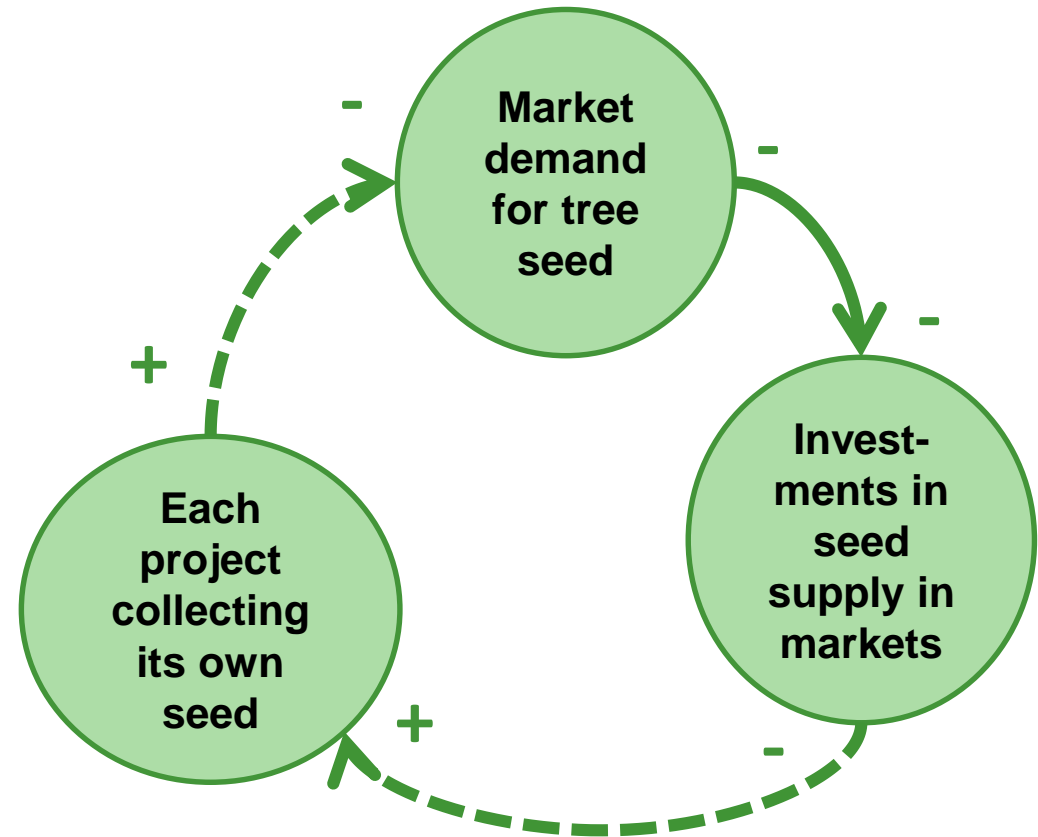 Market
demand
for tree
seed
-
-
-
Invest-
ments in
seed
supply in
markets
-
+
Each
project
collecting
its own
seed
+